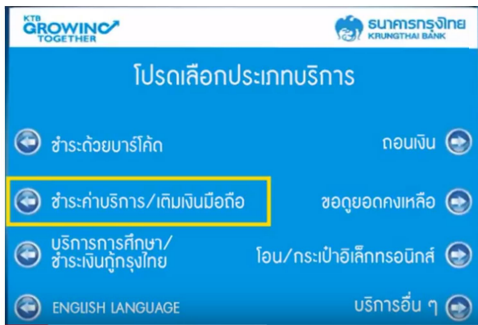 KTB
GROWING
TOGETHER
ธนาคารกรุงไทย
KRUNGTHAI BANK
โปรดเลือกประเภทบริการ
ชำระด้วยบาร์โค้ด
ถอนเงิน
ชำระค่าบริการ/เติมเงินมือถือ
ขอดูยอดคงเหลือ
บริการการศึกษา/
ชำระเงินกู้กรุงไทย
โอน/กระเป๋าอิเล็กทรอนิกส์
ENGLISH LANGUAGE
บริการอื่น ๆ